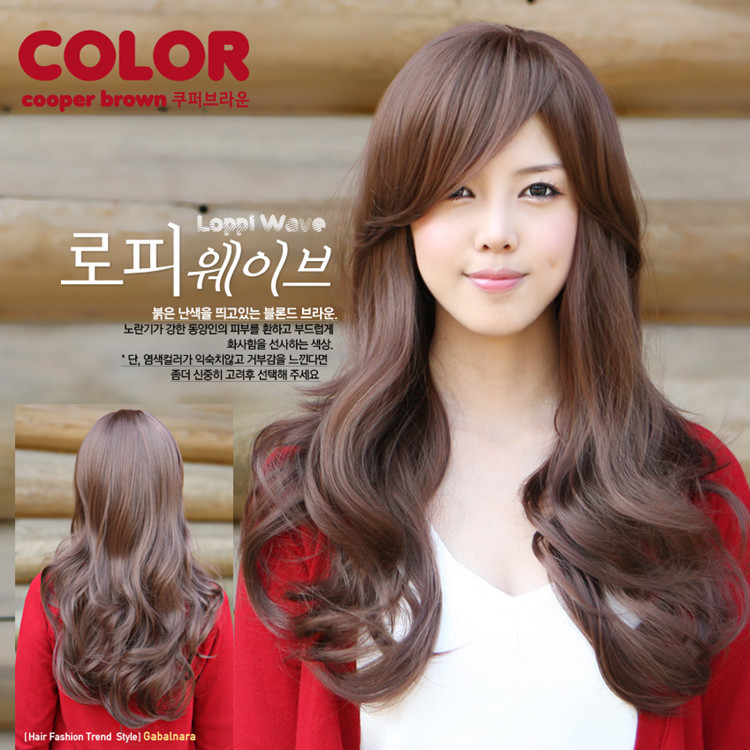 COLOR
cooper brown 쿠퍼브라운
Loppi Wave
로피웨이브
붉은 난색을 띄고있는 블론드 브라운.
노란기가 강한 동양인의 피부를 환하고 부드럽게
화사함을 선사하는 색상.
* 단, 염색컬러가 익숙치않고 거부감을 느낀다면
좀더 신중히 고려후 선택해 주세요
[Hair Fashion Trend Style] Gabalnara